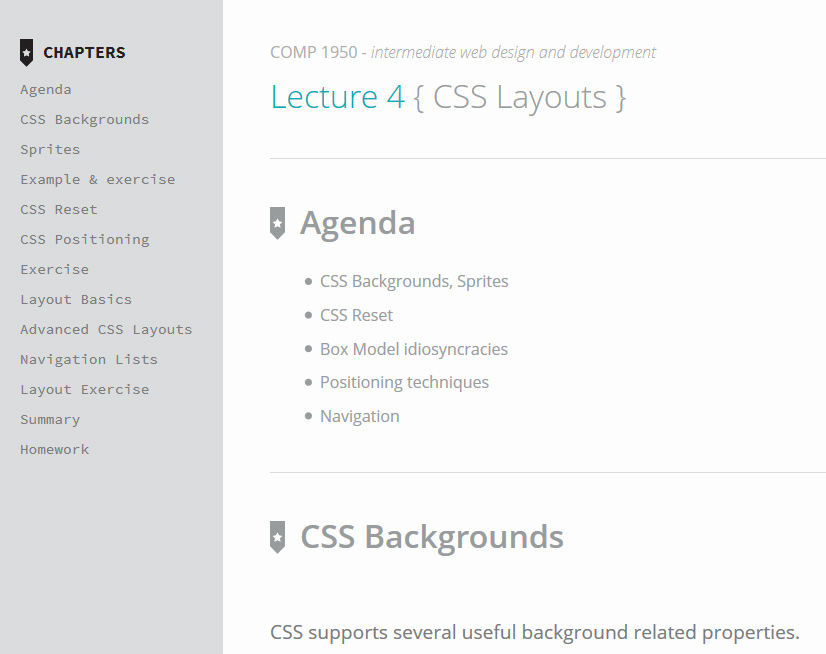 CHAPTERS
Agenda
CSS Backgrounds
Sprites
Example & exercise
CSS Reset
CSS Positioning
Exercise
Layout Basics
Advanced CSS Layouts
Navigation Lists
Layout Exercise
Summary
Homework
COMP 1950 - intermediate web design and development
Lecture 4 { CSS Layouts }
Agenda
CSS Backgrounds, Sprites
CSS Reset
Box Model idiosyncracies
Positioning techniques
Navigation
CSS Backgrounds
CSS supports several useful background related properties.